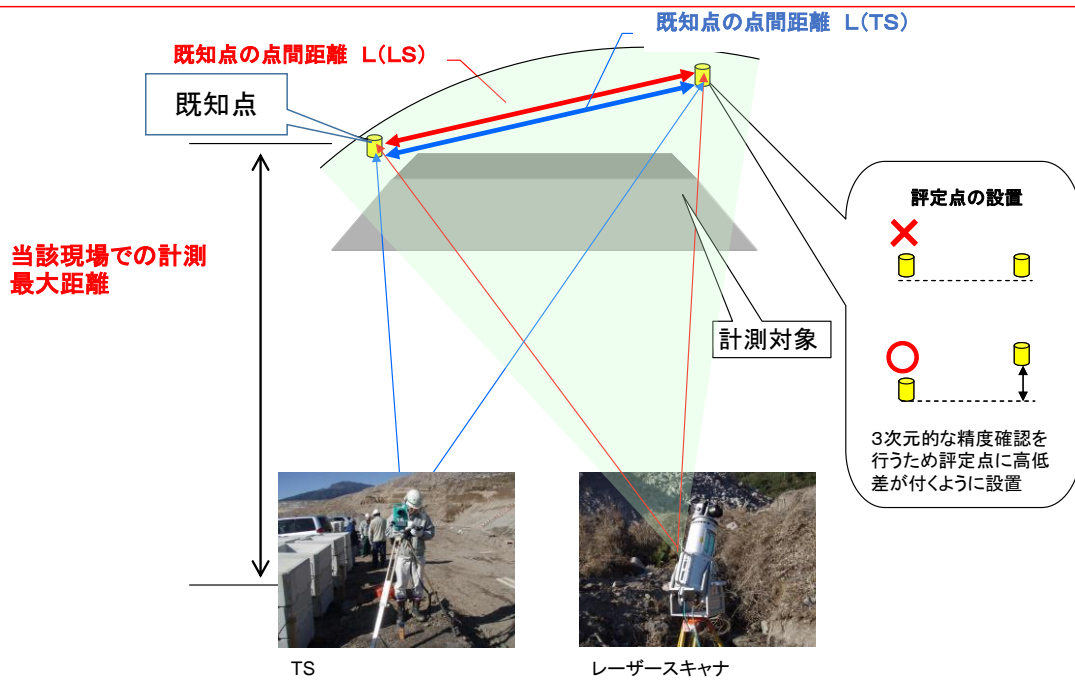 既知点の点間距離 L(TS)
既知点の点間距離 L(LS)
既知点
当該現場での計測
最大距離
計測対象
評定点の設置
3次元的な精度確認を
行うため評定点に高低
差が付くように設置
TS
レーザースキャナ